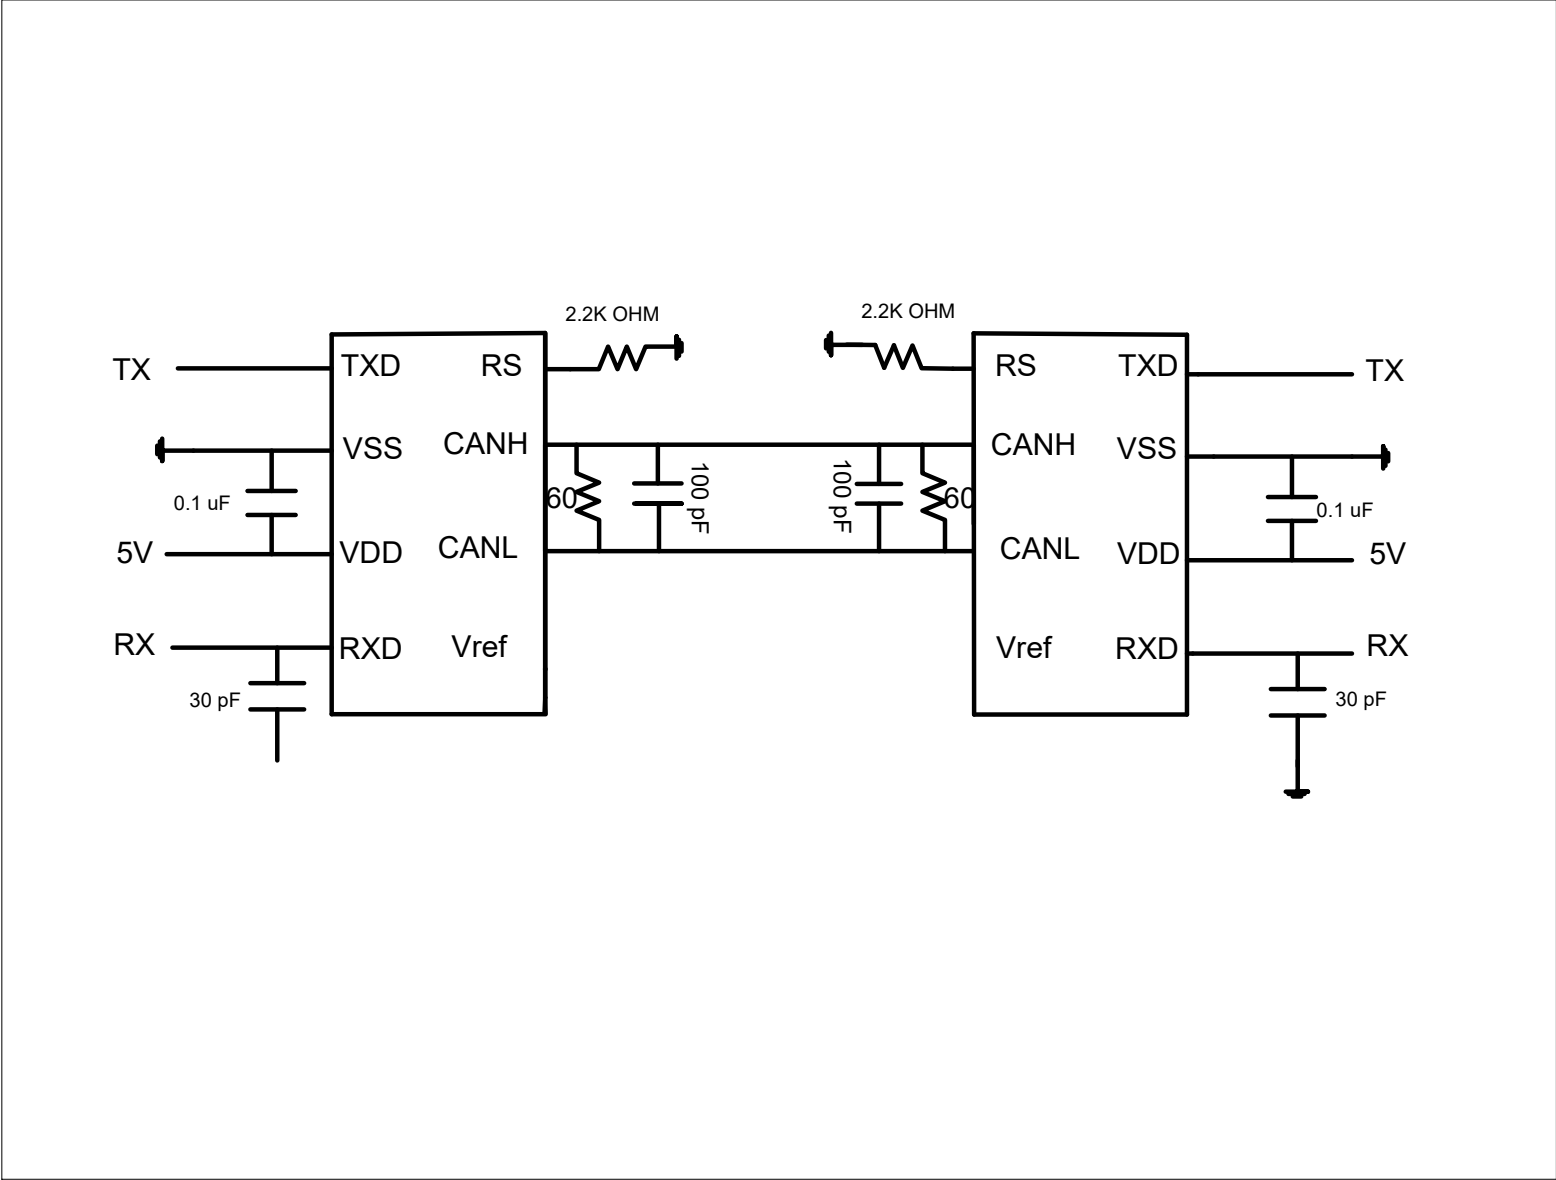 2.2K OHM
2.2K OHM
TX
TXD
RS
RS
TXD
TX
VSS
CANH
CANH
VSS
0.1 uF
60
100 pF
100 pF
60
0.1 uF
5V
VDD
CANL
CANL
VDD
5V
RX
RXD
Vref
Vref
RXD
RX
30 pF
30 pF